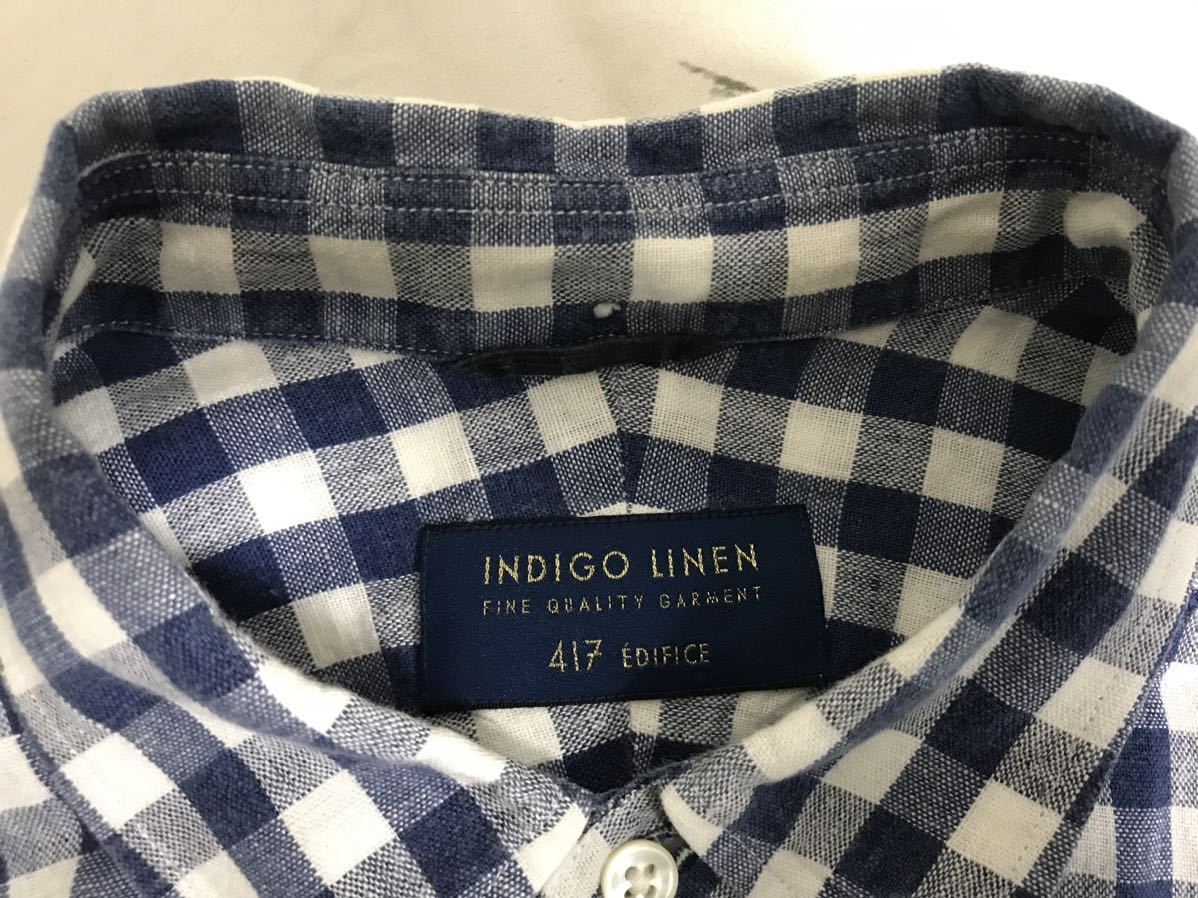 INDIGO LINEN
FINE QUALITY GARMENT
417 ÉDIFICE